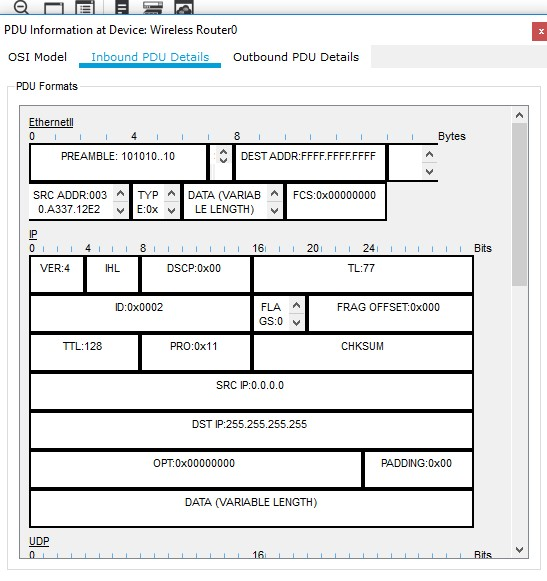 PDU Information at Device: Wireless Router0
x
OSI Model Inbound PDU Details Outbound PDU Details
PDU Formats
EthernetII
0 4 8 Bytes
PREAMBLE: 101010..10 DEST ADDR:FFFF.FFFF.FFFF
SRC ADDR:003
0.A337.12E2
TYP
E:0x
DATA (VARIAB
LE LENGTH)
FCS:0x00000000
IP
0 4 8 16 20 24 Bits
VER:4 IHL DSCP:0x00 TL:77
ID:0x0002 FLA
GS:0
FRAG OFFSET:0x000
TTL:128 PRO:0x11 CHKSUM
SRC IP:0.0.0.0
DST IP:255.255.255.255
OPT:0x00000000 PADDING:0x00
DATA (VARIABLE LENGTH)
UDP
0 16 Bits